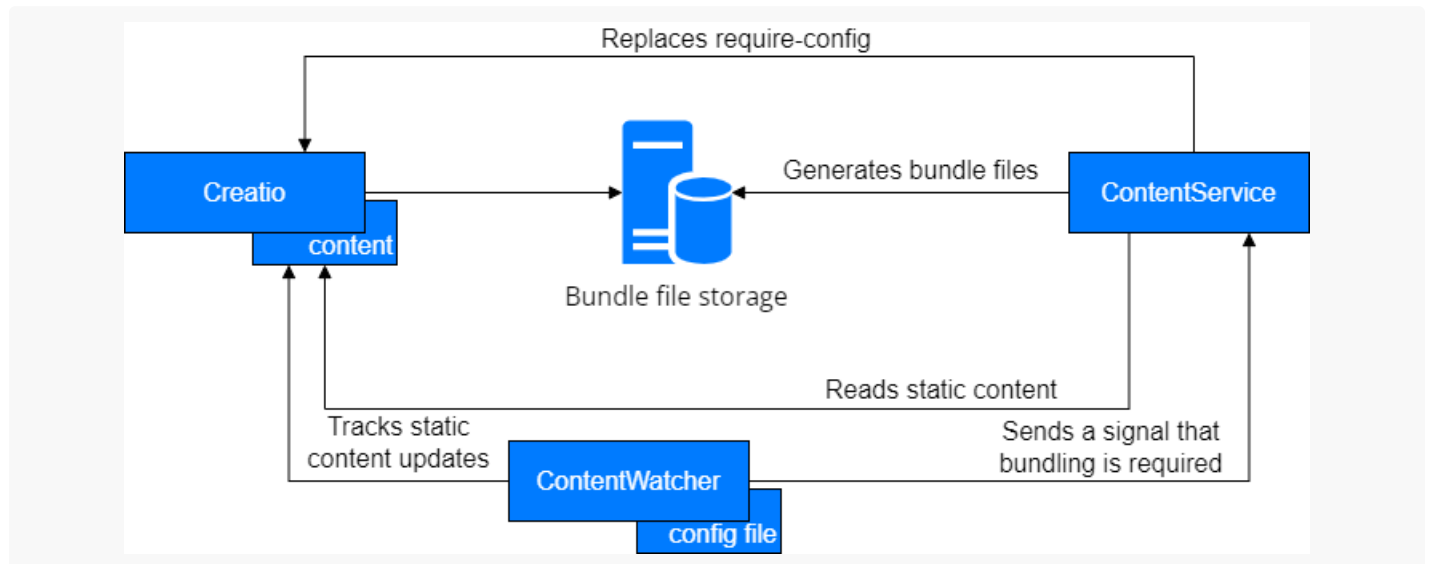 Replaces require-config
Generates bundle files
Creatio
ContentService
content
Bundle file storage
Reads static content
Tracks static
content updates
Sends a signal that
bundling is required
ContentWatcher
config file